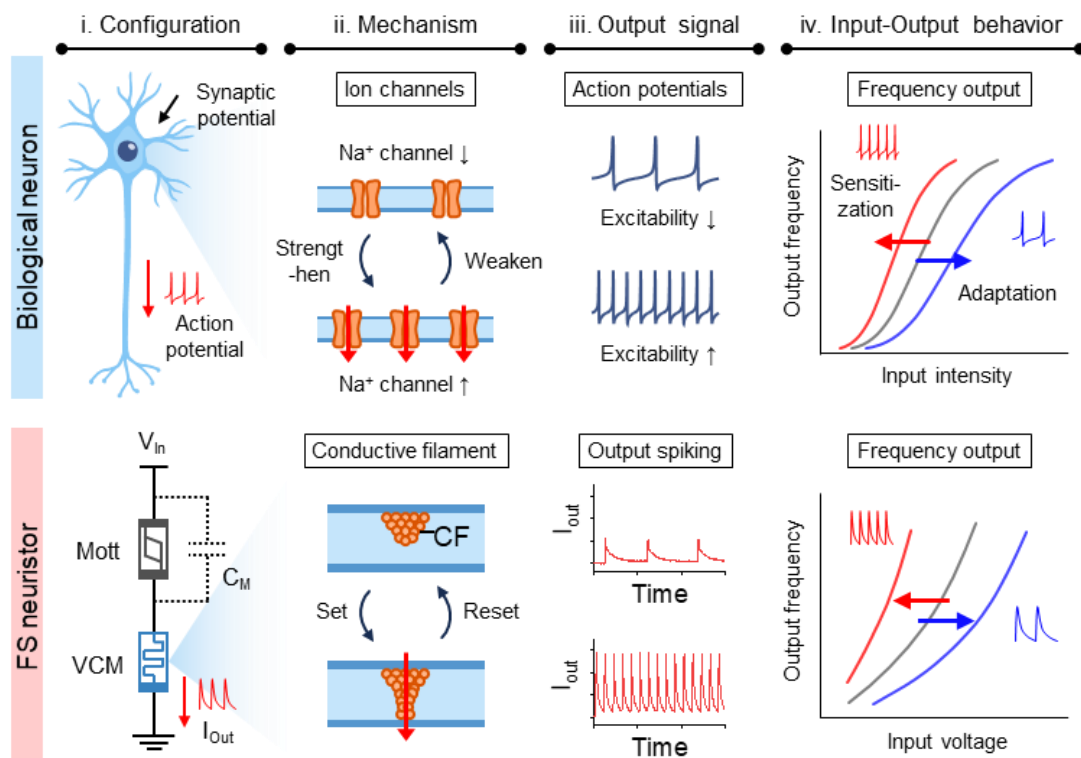 i. Configuration
ii. Mechanism
iii. Output signal
iv. Input-Output behavior
Biological neuron
Synaptic
potential
Action
potential
Ion channels
Na⁺ channel ↓
Strengt
-hen
Weaken
Na⁺ channel ↑
Action potentials
Excitability ↓
Excitability ↑
Frequency output
Output frequency
Sensiti-
zation
Adaptation
Input intensity
FS neuristor
V_In
Mott
C_M
VCM
I_Out
Conductive filament
CF
Set
Reset
Output spiking
I_out
Time
I_out
Time
Frequency output
Output frequency
Input voltage